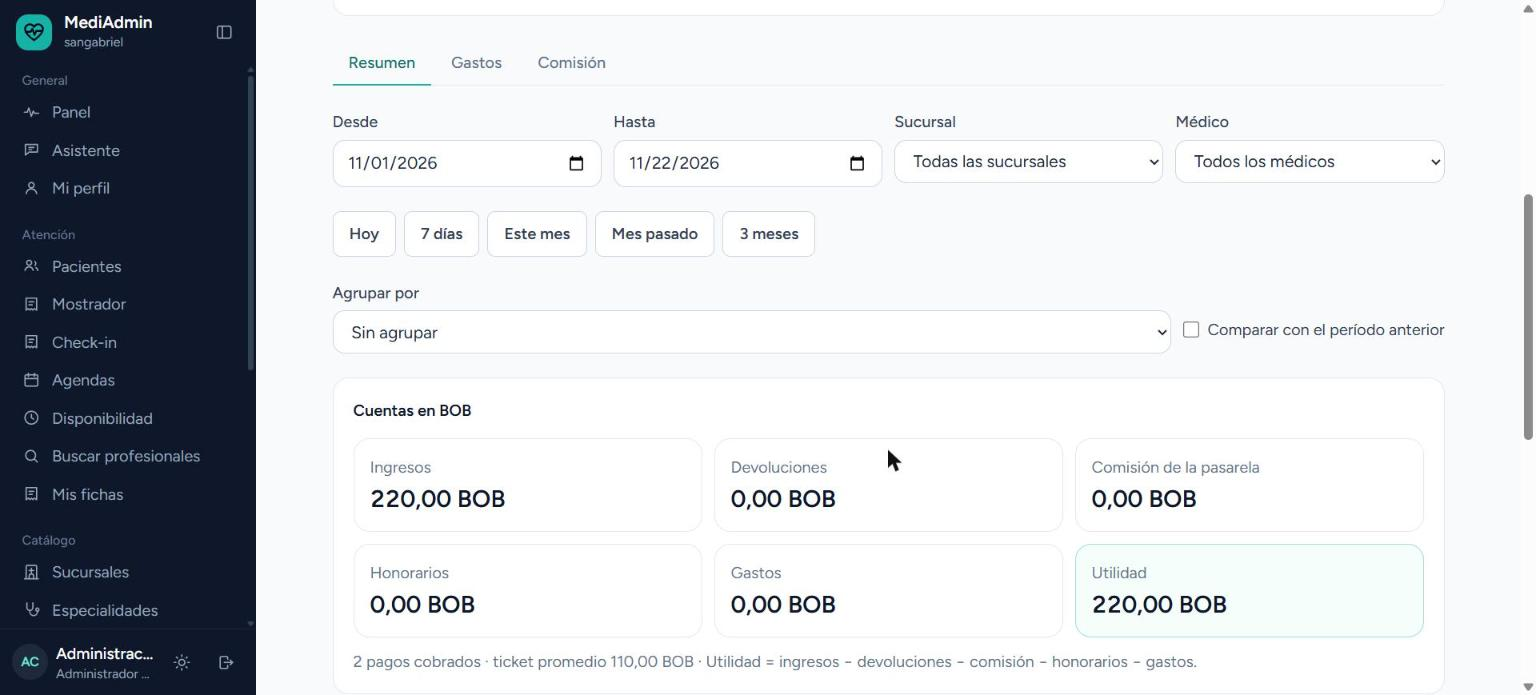 MediAdmin
sangabriel
General
Panel
Asistente
Mi perfil
Atención
Pacientes
Mostrador
Check-in
Agendas
Disponibilidad
Buscar profesionales
Mis fichas
Catálogo
Sucursales
Especialidades
AC
Administrac...
Administrador ...
Resumen Gastos Comisión
Desde Hasta Sucursal Médico
11/01/2026 11/22/2026 Todas las sucursales Todos los médicos
Hoy 7 días Este mes Mes pasado 3 meses
Agrupar por
Sin agrupar Comparar con el período anterior
Cuentas en BOB
Ingresos Devoluciones Comisión de la pasarela
220,00 BOB 0,00 BOB 0,00 BOB
Honorarios Gastos Utilidad
0,00 BOB 0,00 BOB 220,00 BOB
2 pagos cobrados · ticket promedio 110,00 BOB · Utilidad = ingresos − devoluciones − comisión − honorarios − gastos.